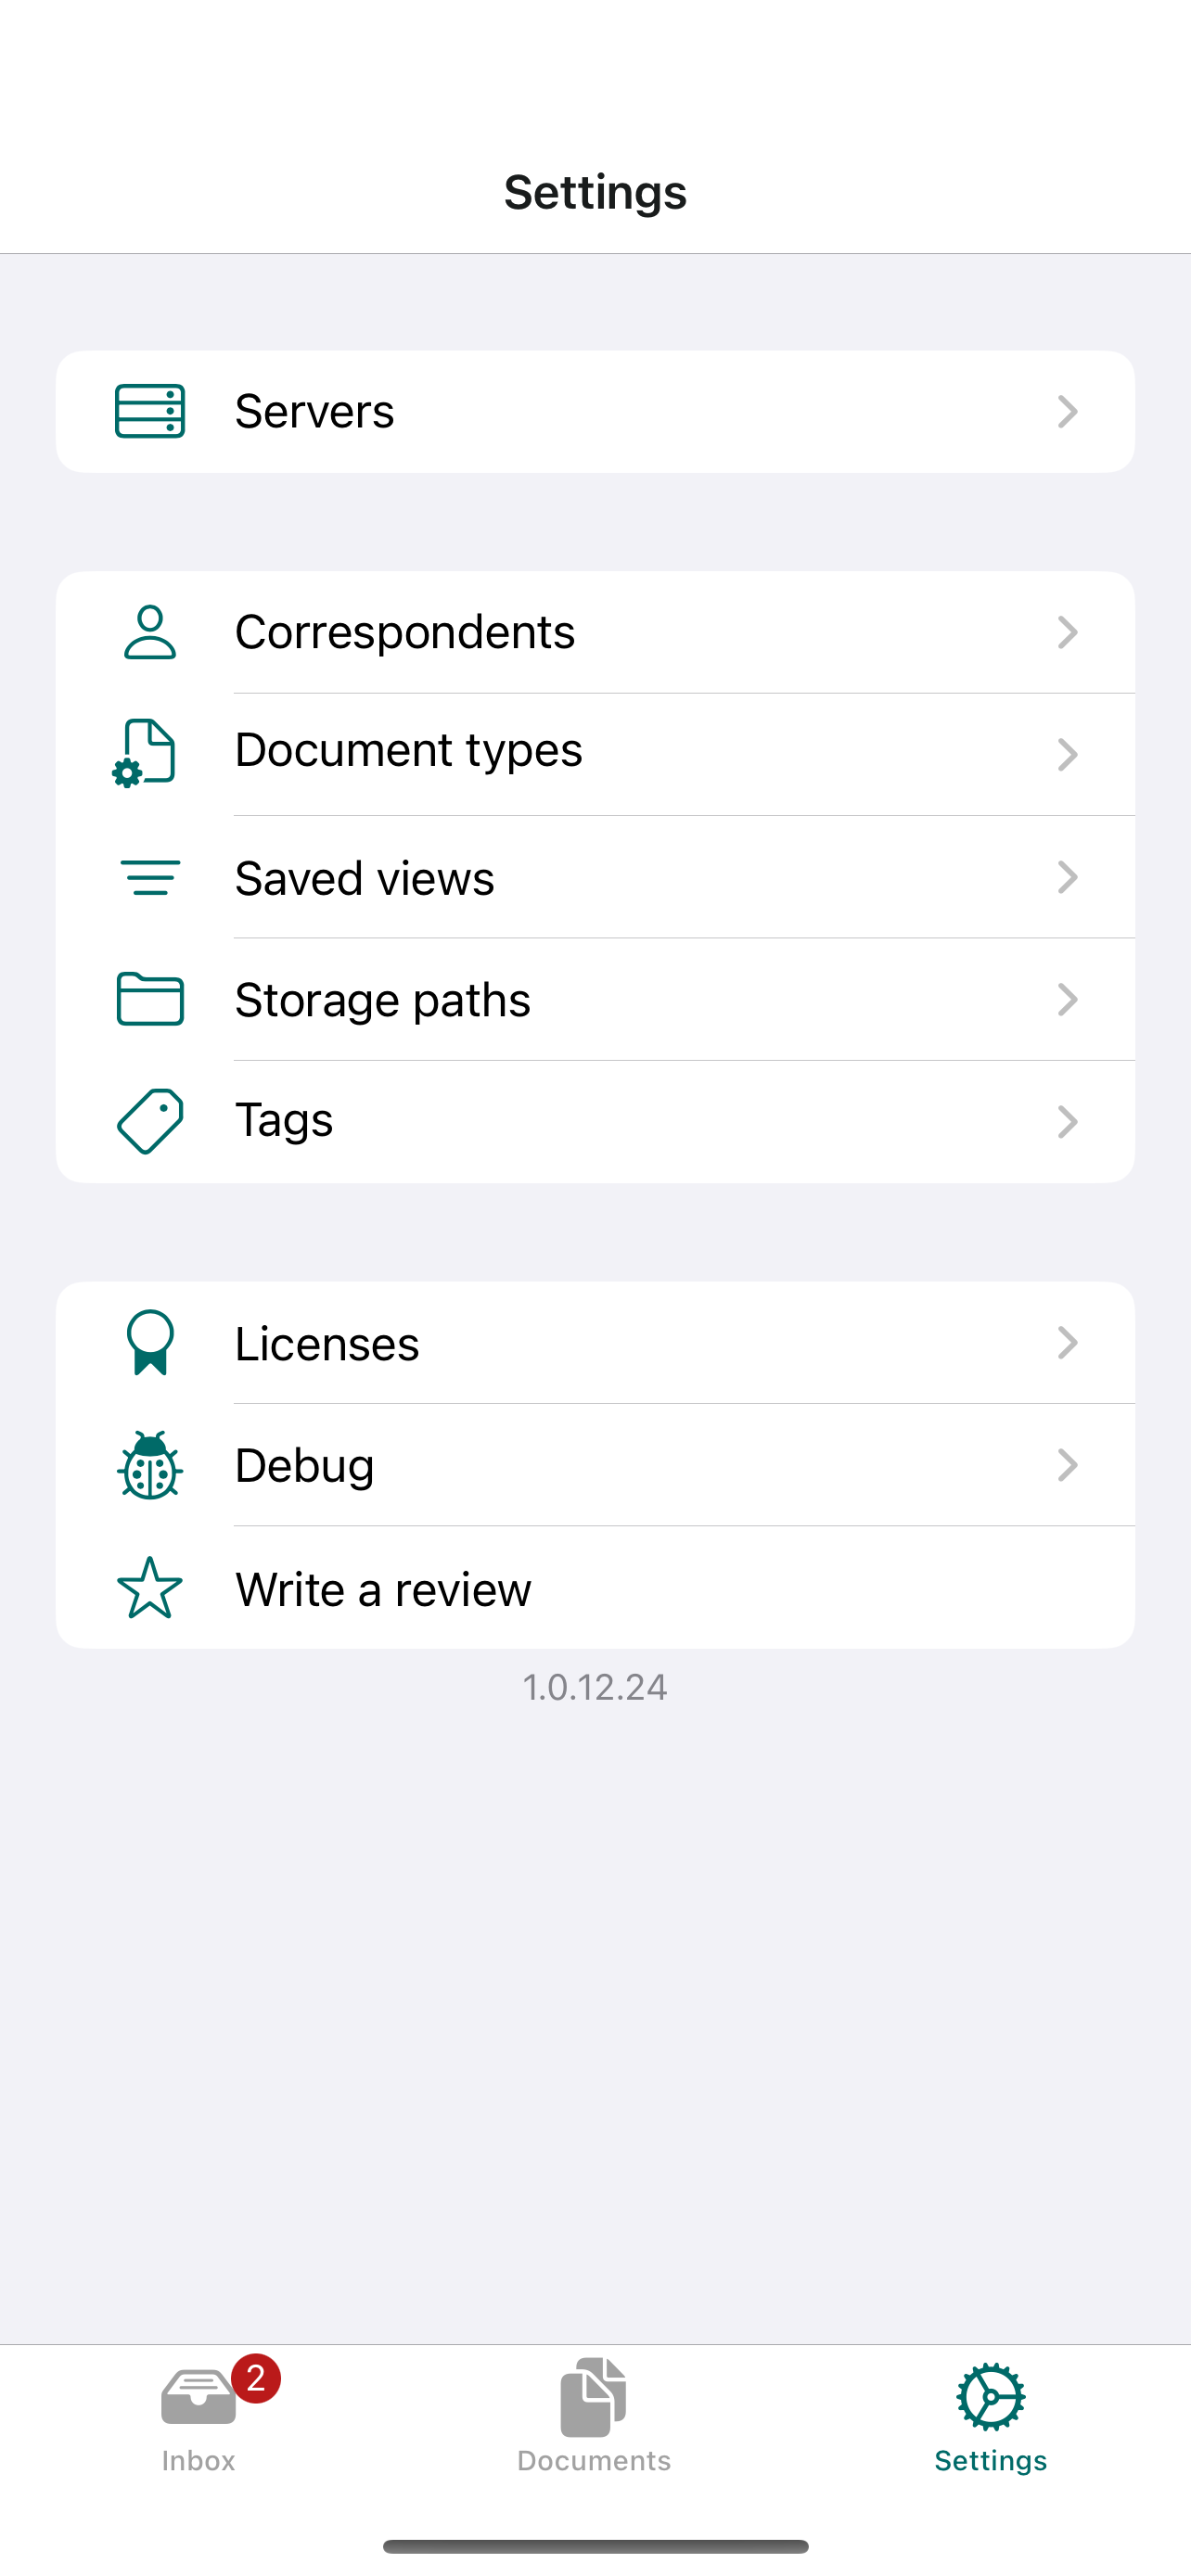 Settings
Servers
Correspondents
Document types
Saved views
Storage paths
Tags
Licenses
Debug
Write a review
1.0.12.24
2
Inbox
Documents
Settings